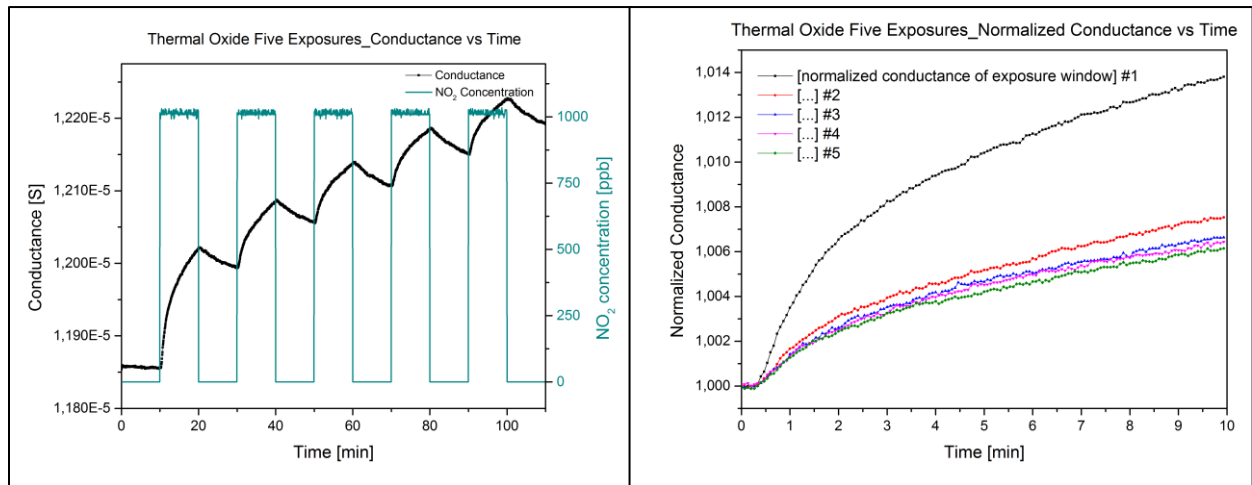 Thermal Oxide Five Exposures_Conductance vs Time
Conductance
NO₂ Concentration
1,220E-5
1,210E-5
1,200E-5
1,190E-5
1,180E-5
Conductance [S]
1000
750
500
250
0
NO₂ concentration [ppb]
0 20 40 60 80 100
Time [min]
Thermal Oxide Five Exposures_Normalized Conductance vs Time
[normalized conductance of exposure window] #1
[...] #2
[...] #3
[...] #4
[...] #5
1,014
1,012
1,010
1,008
1,006
1,004
1,002
1,000
Normalized Conductance
0 1 2 3 4 5 6 7 8 9 10
Time [min]